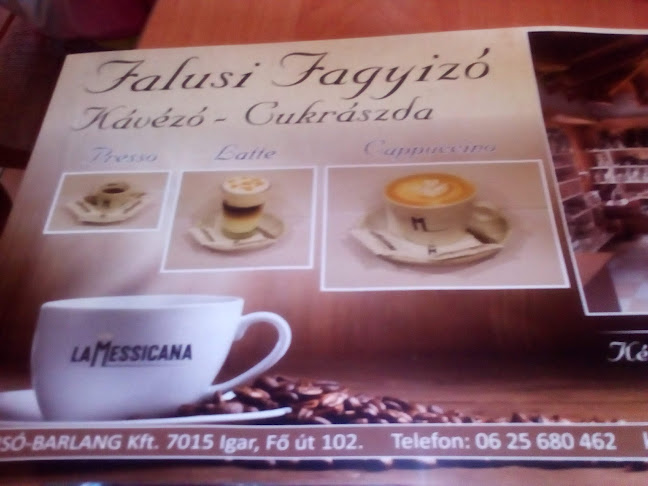 Falusi Fagyizó
Kávézó - Cukrászda
Presso Latte Cappuccino
LA MESSICANA
SÓ-BARLANG Kft. 7015 Igar, Fő út 102. Telefon: 06 25 680 462